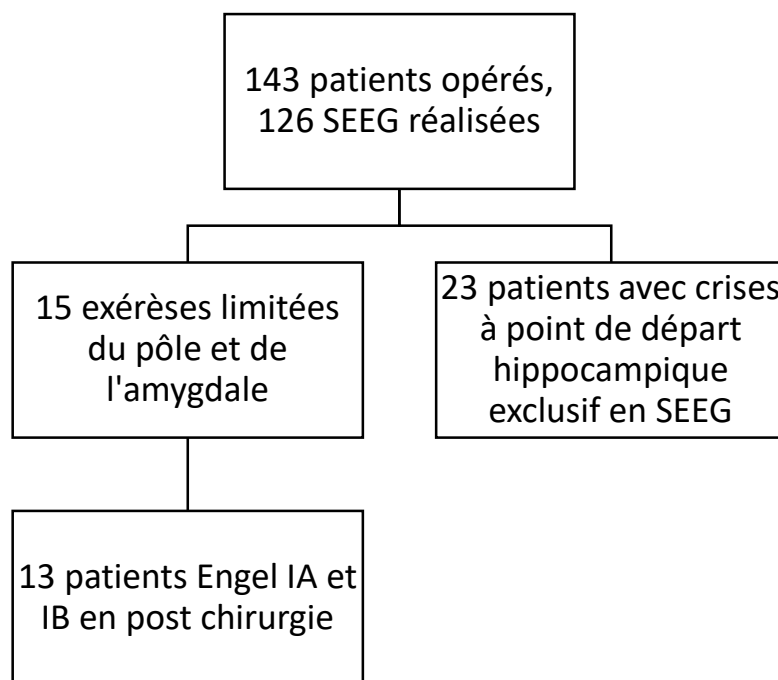 143 patients opérés,
126 SEEG réalisées
15 exérèses limitées
du pôle et de
l'amygdale
23 patients avec crises
à point de départ
hippocampique
exclusif en SEEG
13 patients Engel IA et
IB en post chirurgie